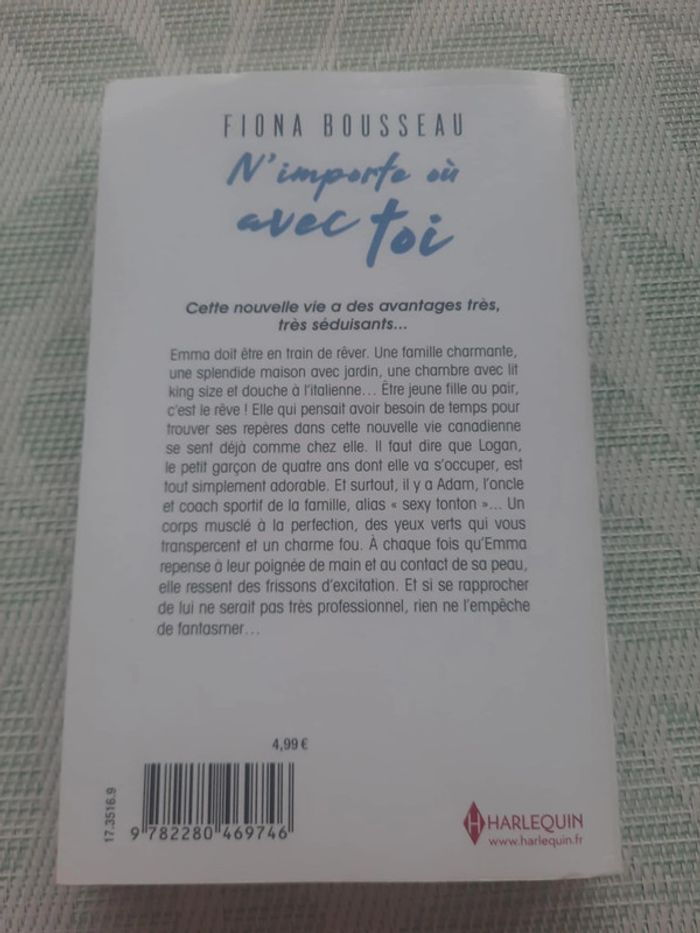 FIONA BOUSSEAU
N'importe où
avec toi
Cette nouvelle vie a des avantages très,
très séduisants...
Emma doit être en train de rêver. Une famille charmante,
une splendide maison avec jardin, une chambre avec lit
king size et douche à l'italienne... Être jeune fille au pair,
c'est le rêve ! Elle qui pensait avoir besoin de temps pour
trouver ses repères dans cette nouvelle vie canadienne
se sent déjà comme chez elle. Il faut dire que Logan,
le petit garçon de quatre ans dont elle va s'occuper, est
tout simplement adorable. Et surtout, il y a Adam, l'oncle
et coach sportif de la famille, alias « sexy tonton »... Un
corps musclé à la perfection, des yeux verts qui vous
transpercent et un charme fou. À chaque fois qu'Emma
repense à leur poignée de main et au contact de sa peau,
elle ressent des frissons d'excitation. Et si se rapprocher
de lui ne serait pas très professionnel, rien ne l'empêche
de fantasmer...
4,99 €
17.3516.9
9 782280 469746
HARLEQUIN
www.harlequin.fr